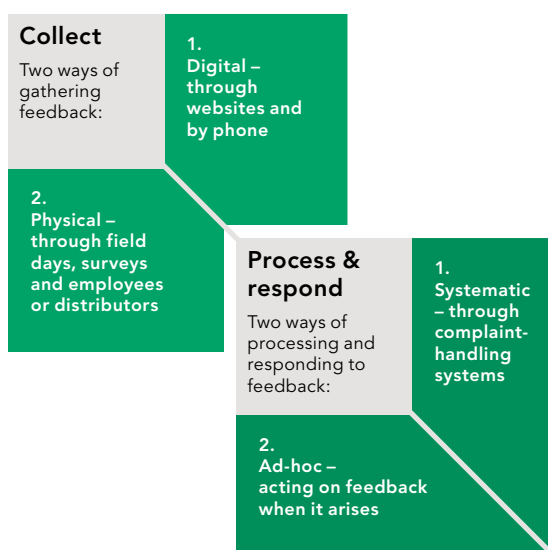 Collect
Two ways of
gathering
feedback:
1.
Digital –
through
websites and
by phone
2.
Physical –
through field
days, surveys
and employees
or distributors
Process &
respond
Two ways of
processing and
responding to
feedback:
1.
Systematic
– through
complaint-
handling
systems
2.
Ad-hoc –
acting on feedback
when it arises